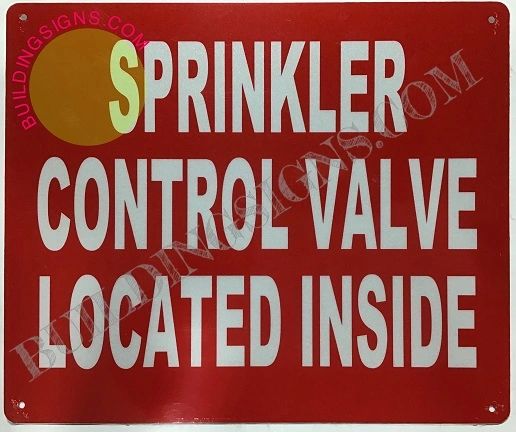 BUILDINGSIGNS.COM
SPRINKLER
CONTROL VALVE
LOCATED INSIDE
BUILDINGSIGNS.COM